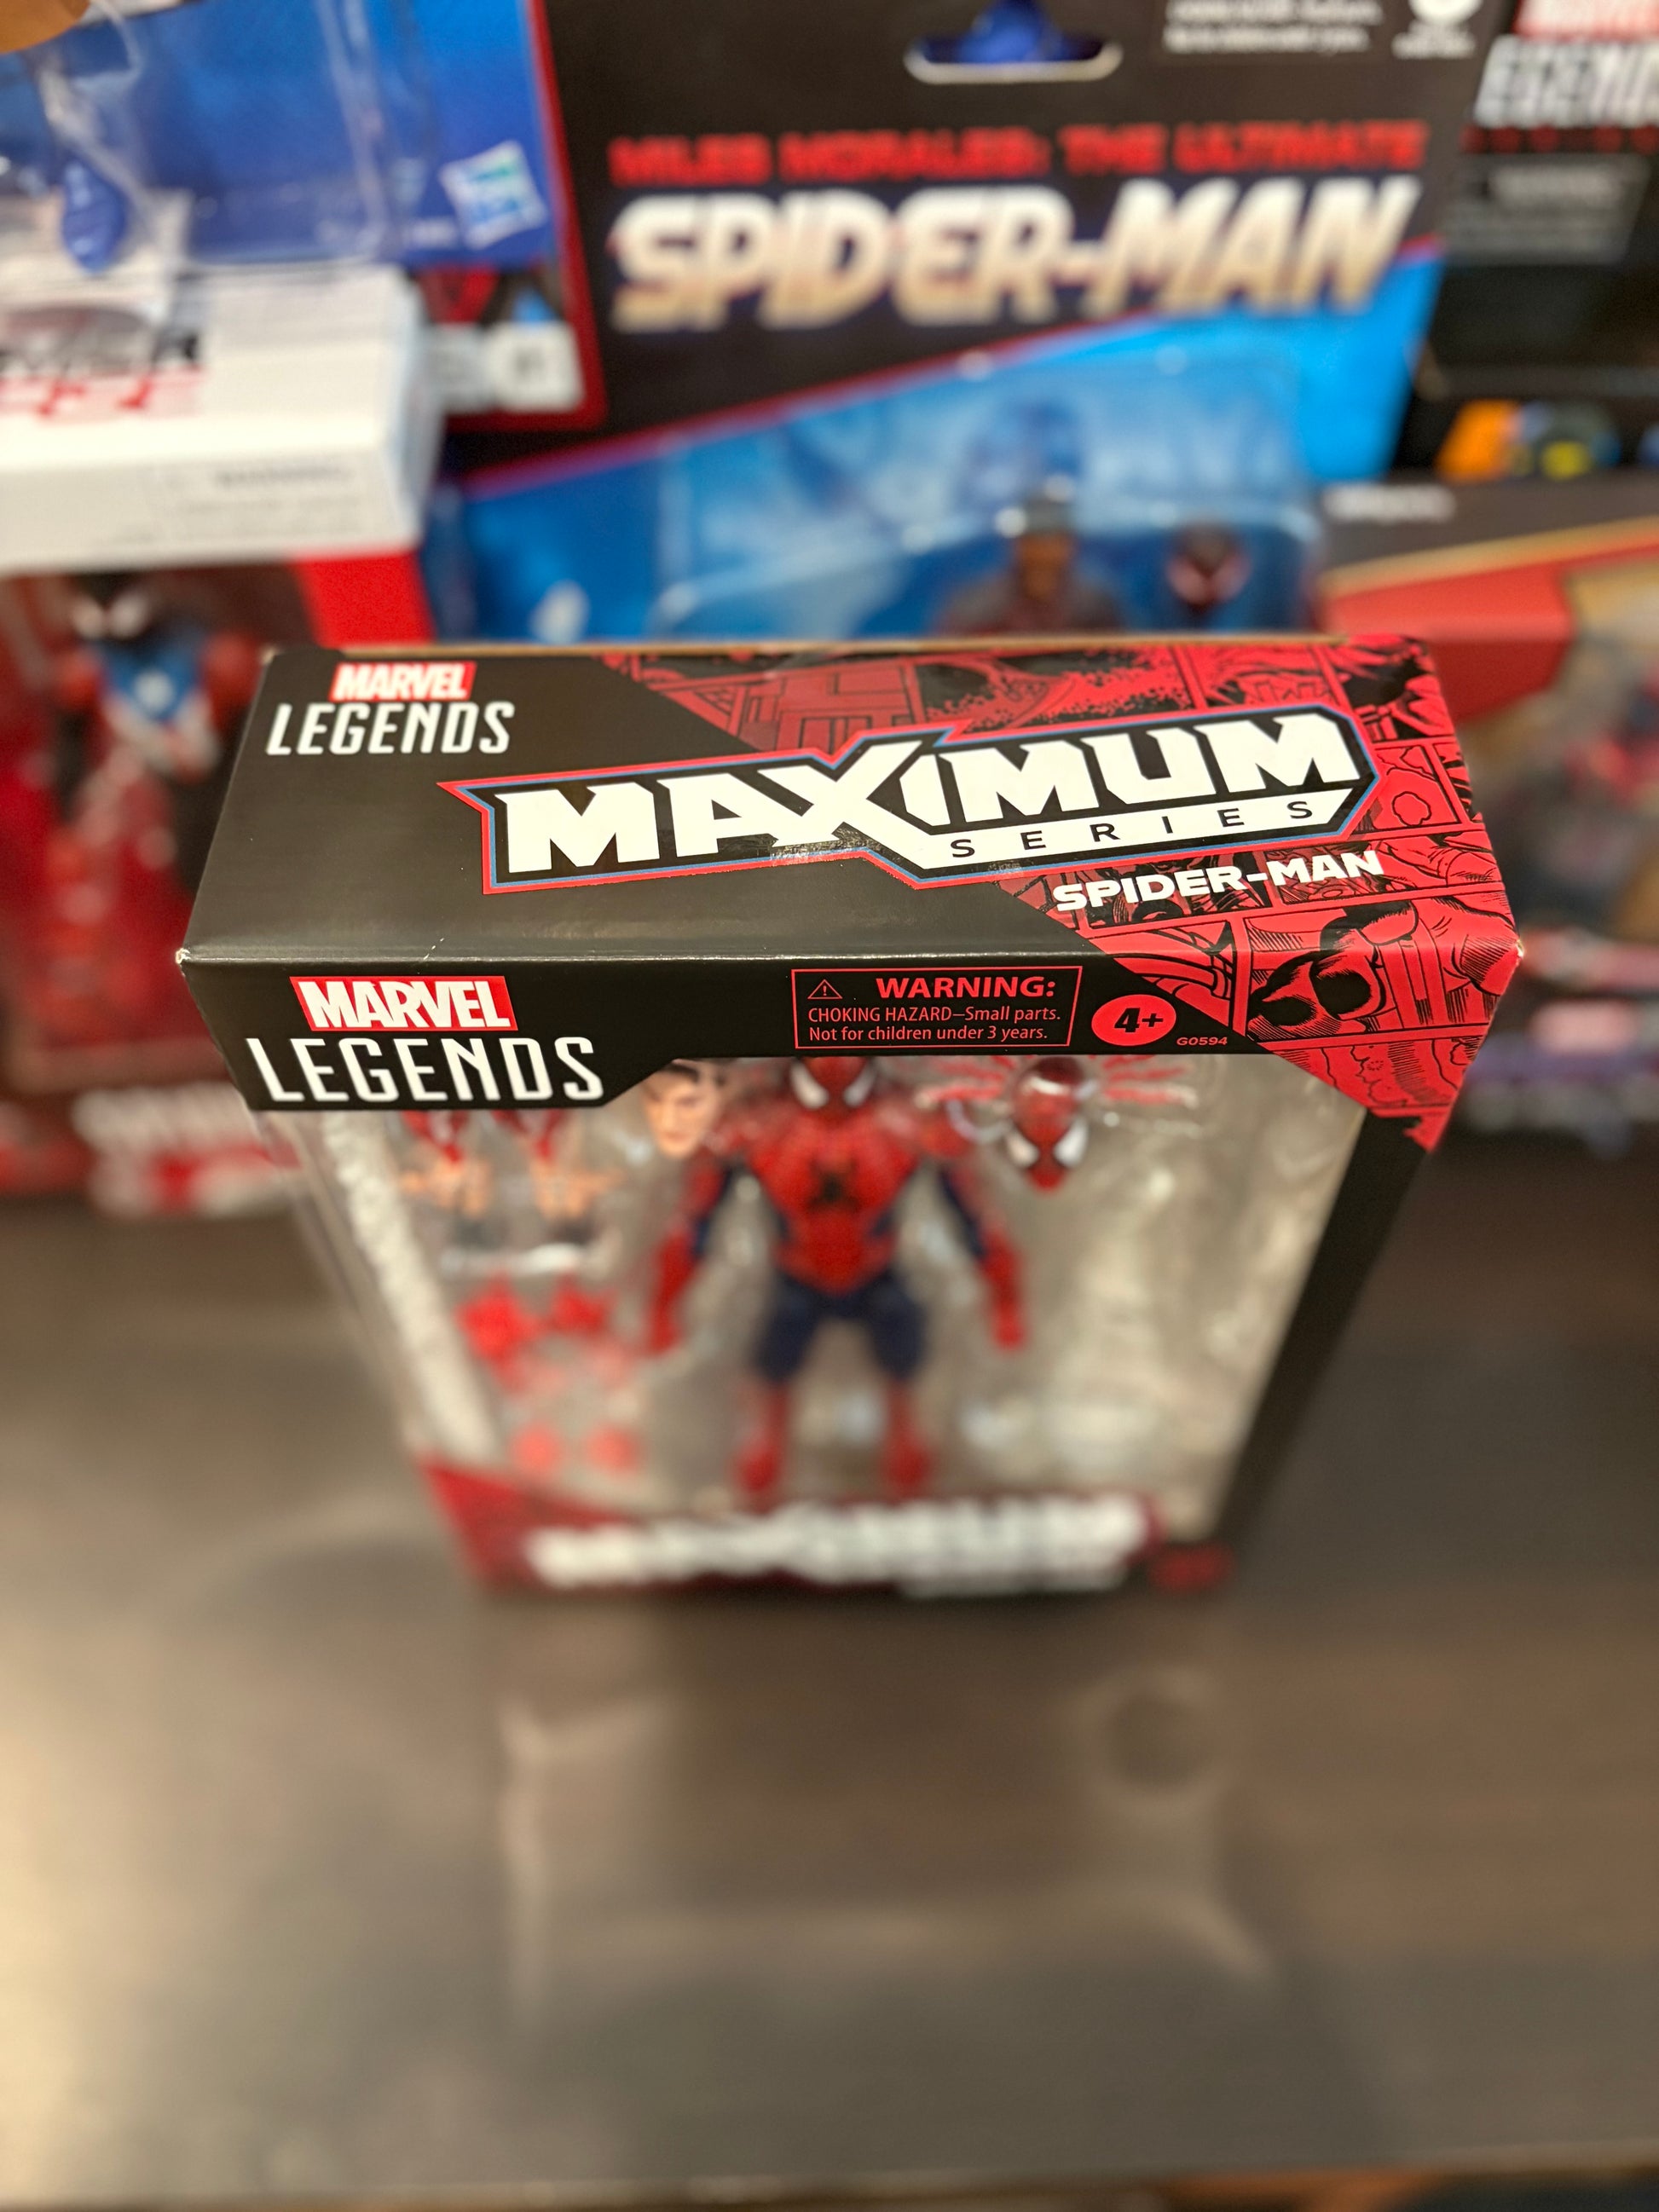 MILES MORALES: THE ULTIMATE
SPIDER-MAN
MARVEL
LEGENDS
MAXIMUM
SERIES
SPIDER-MAN
MARVEL
LEGENDS
WARNING:
CHOKING HAZARD—Small parts.
Not for children under 3 years.
4+
G0594